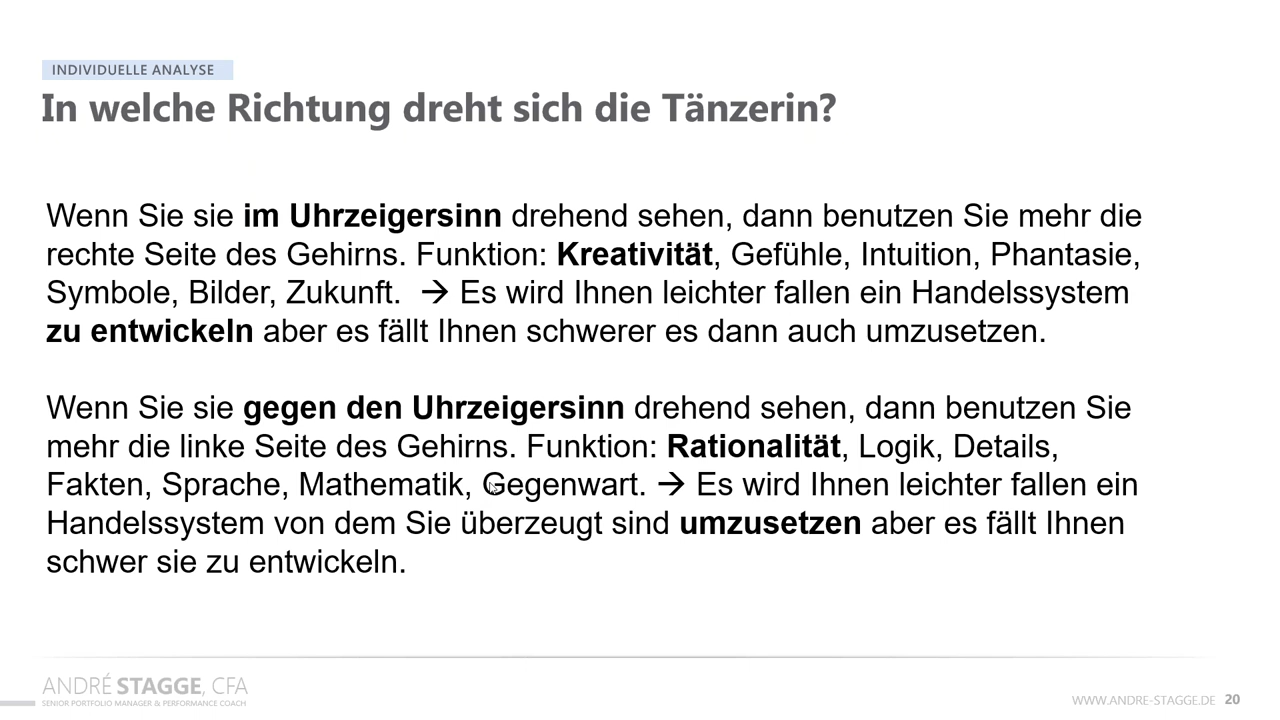 INDIVIDUELLE ANALYSE
In welche Richtung dreht sich die Tänzerin?
Wenn Sie sie im Uhrzeigersinn drehend sehen, dann benutzen Sie mehr die
rechte Seite des Gehirns. Funktion: Kreativität, Gefühle, Intuition, Phantasie,
Symbole, Bilder, Zukunft. → Es wird Ihnen leichter fallen ein Handelssystem
zu entwickeln aber es fällt Ihnen schwerer es dann auch umzusetzen.
Wenn Sie sie gegen den Uhrzeigersinn drehend sehen, dann benutzen Sie
mehr die linke Seite des Gehirns. Funktion: Rationalität, Logik, Details,
Fakten, Sprache, Mathematik, Gegenwart. → Es wird Ihnen leichter fallen ein
Handelssystem von dem Sie überzeugt sind umzusetzen aber es fällt Ihnen
schwer sie zu entwickeln.
ANDRÉ STAGGE, CFA
SENIOR PORTFOLIO MANAGER & PERFORMANCE COACH
WWW.ANDRE-STAGGE.DE 20